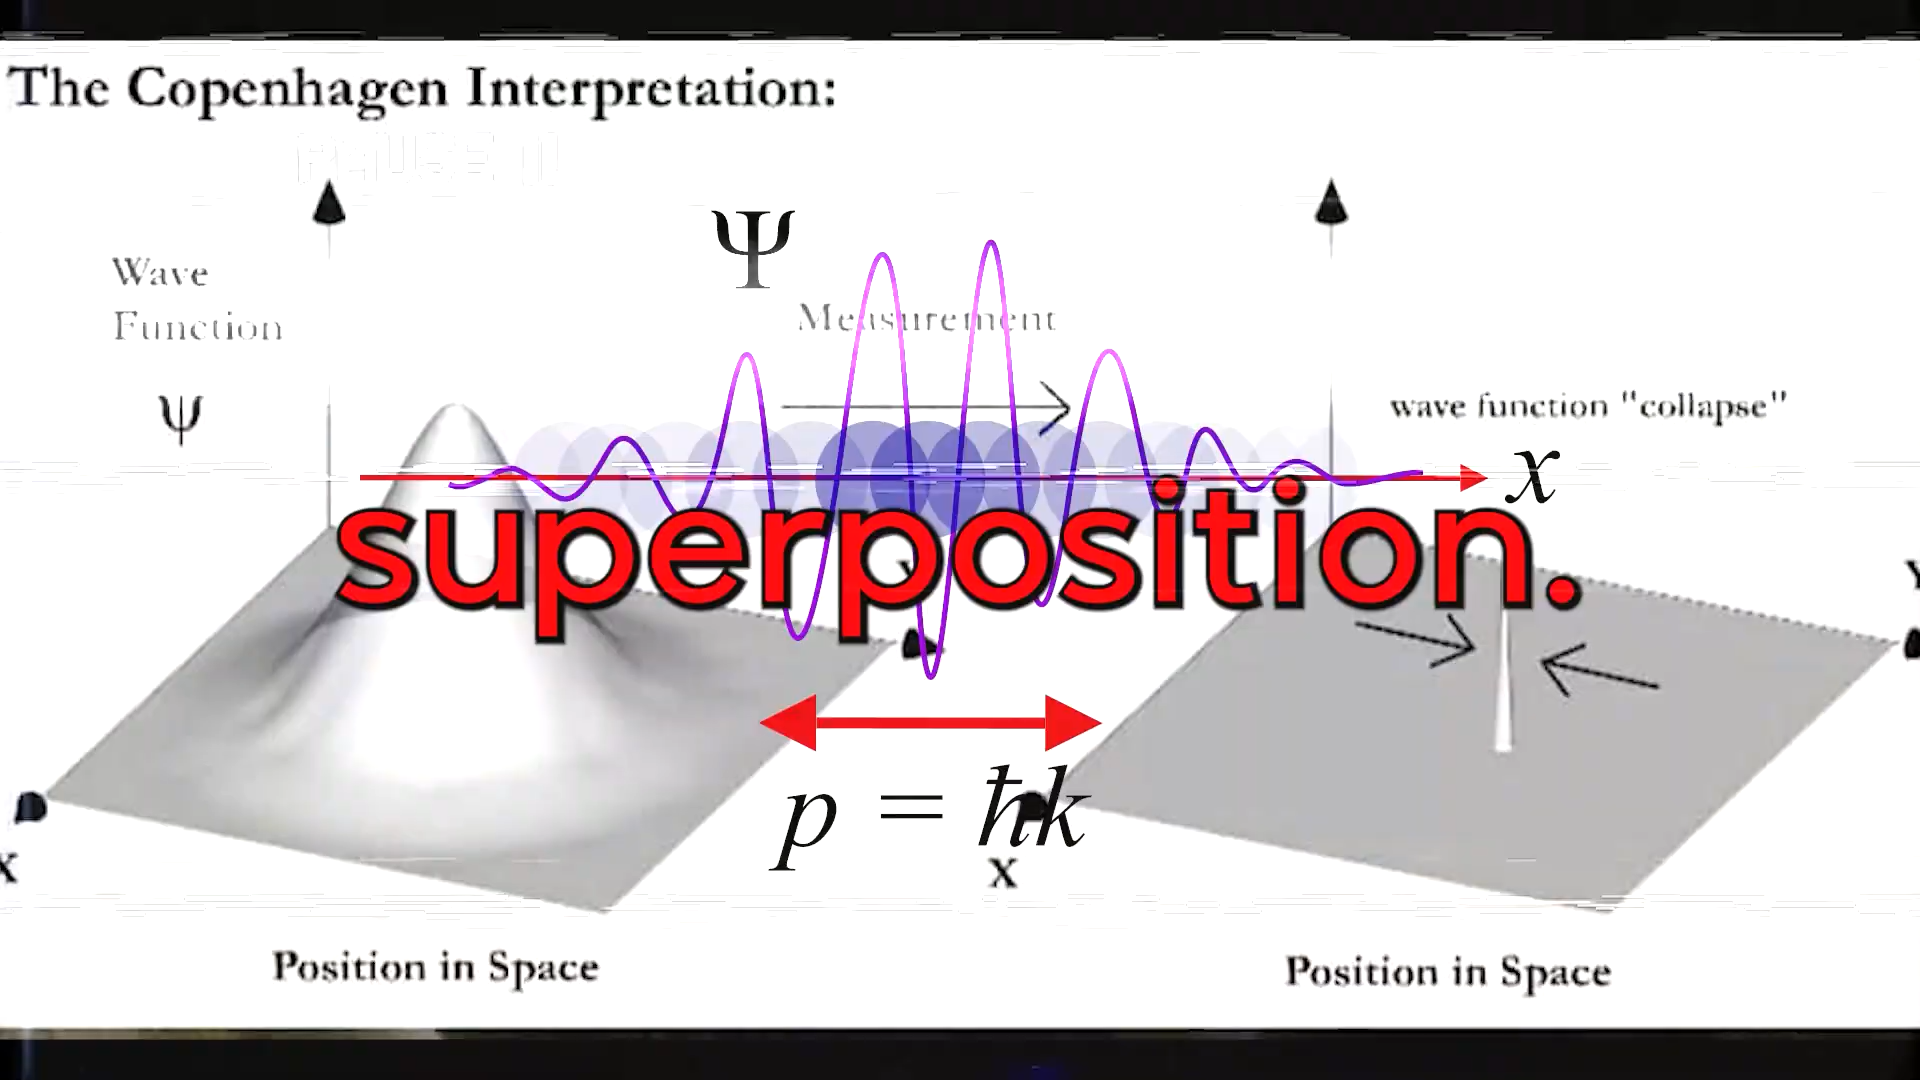 The Copenhagen Interpretation:
Wave
Function
ψ
Ψ
Measurement
wave function "collapse"
x
superposition.
p = ħk
X
X
Y
Position in Space
Position in Space